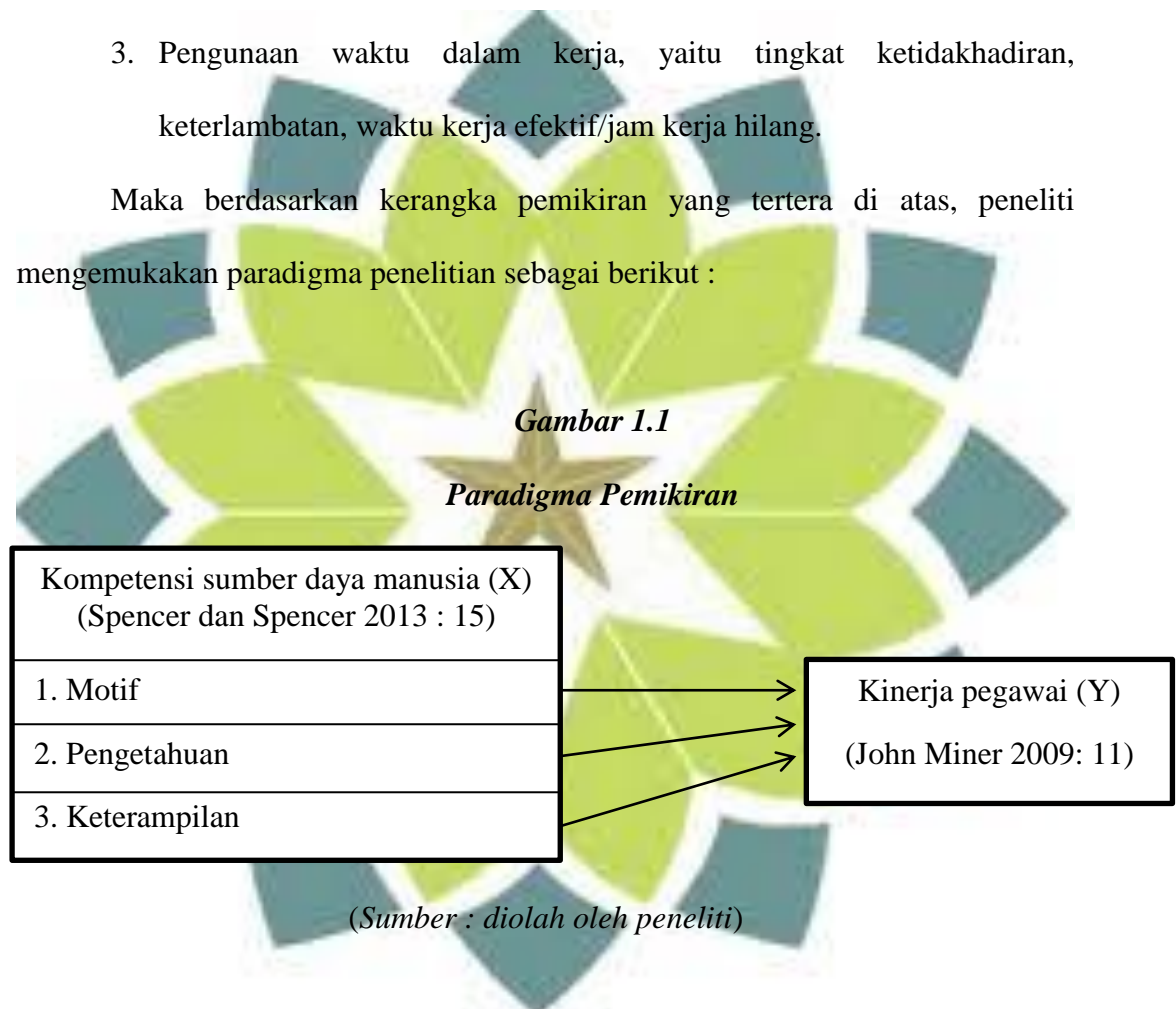 3. Pengunaan waktu dalam kerja, yaitu tingkat ketidakhadiran,
keterlambatan, waktu kerja efektif/jam kerja hilang.
Maka berdasarkan kerangka pemikiran yang tertera di atas, peneliti
mengemukakan paradigma penelitian sebagai berikut :
Gambar 1.1
Paradigma Pemikiran
Kompetensi sumber daya manusia (X)
(Spencer dan Spencer 2013 : 15)
1. Motif
2. Pengetahuan
3. Keterampilan
Kinerja pegawai (Y)
(John Miner 2009: 11)
(Sumber : diolah oleh peneliti)